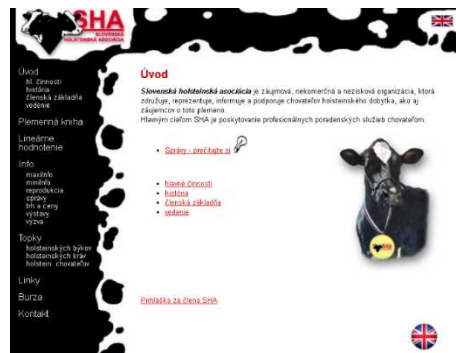 SHA
SLOVENSKÁ
HOLSTEINSKÁ ASOCIÁCIA
Úvod
hl. činnosti
história
členská základňa
vedenie
Plemenná kniha
Lineárne
hodnotenie
Info
maxiinfo
miniinfo
reprodukcia
správy
trh a ceny
výstavy
výzva
Topky
holsteinských býkov
holsteinských kráv
holstein. chovateľov
Linky
Burza
Kontakt
Úvod
Slovenská holsteinská asociácia je záujmová, nekomerčná a nezisková organizácia, ktorá
združuje, reprezentuje, informuje a podporuje chovateľov holsteinského dobytka, ako aj
záujemcov o toto plemeno.
Hlavným cieľom SHA je poskytovanie profesionálnych poradenských služieb chovateľom.
Správy - prečítajte si
hlavné činnosti
história
členská základňa
vedenie
Prihláška za člena SHA